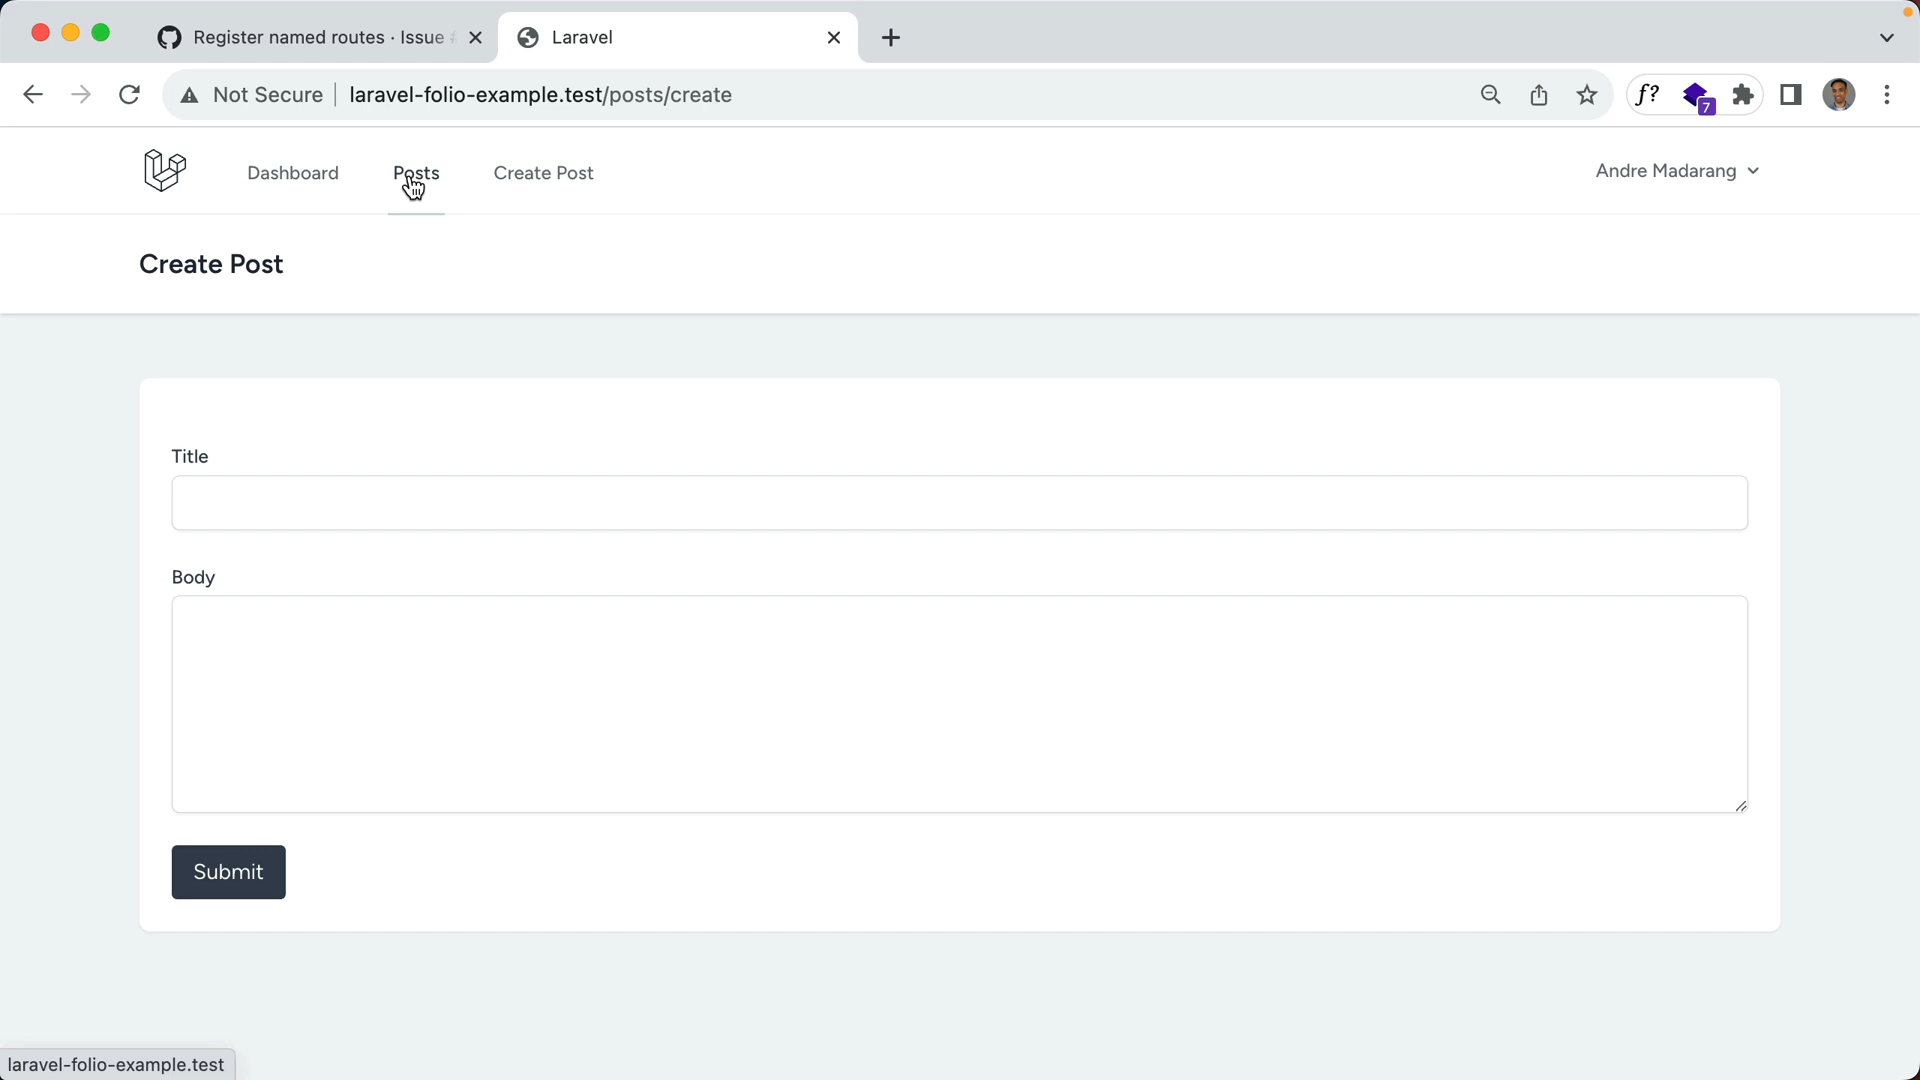 Register named routes · Issue #
Laravel
Not Secure
laravel-folio-example.test/posts/create
f?
7
Dashboard
Posts
Create Post
Andre Madarang
Create Post
Title
Body
Submit
laravel-folio-example.test